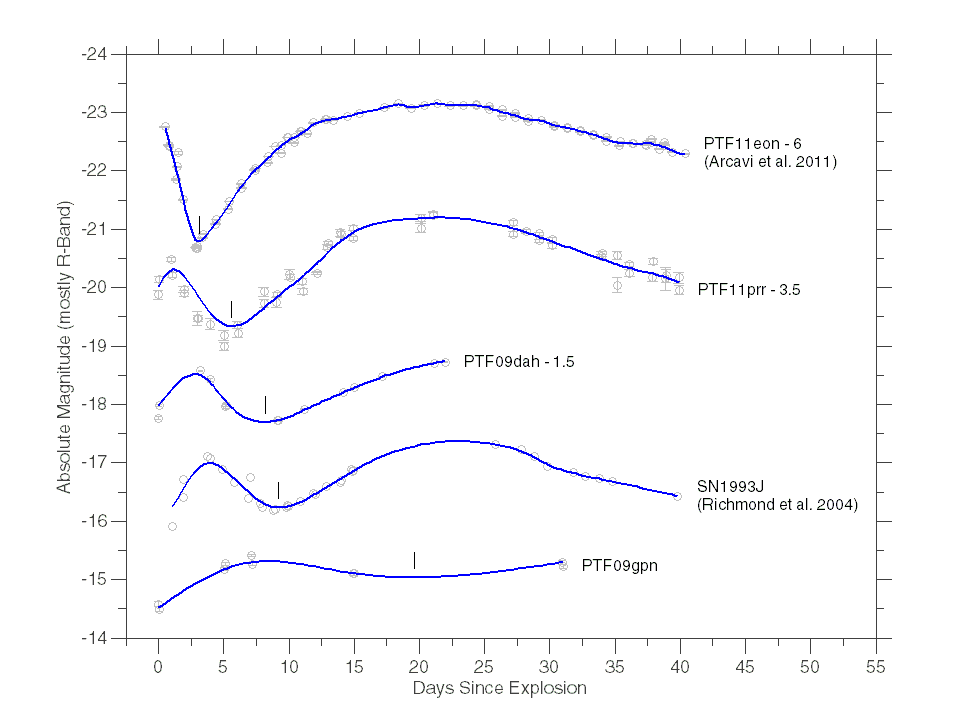 -24
-23
-22
-21
-20
-19
-18
-17
-16
-15
-14
Absolute Magnitude (mostly R-Band)
PTF11eon - 6
(Arcavi et al. 2011)
PTF11prr - 3.5
PTF09dah - 1.5
SN1993J
(Richmond et al. 2004)
PTF09gpn
0 5 10 15 20 25 30 35 40 45 50 55
Days Since Explosion